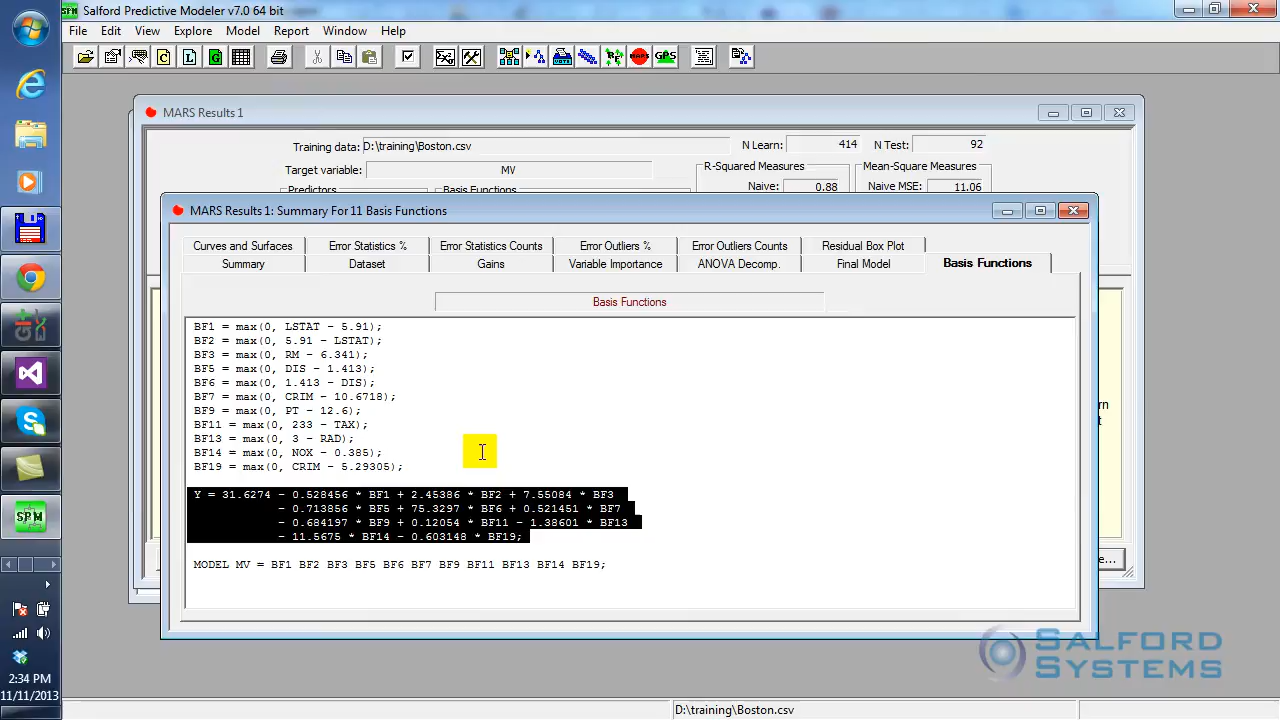 Salford Predictive Modeler v7.0 64 bit
File Edit View Explore Model Report Window Help
MARS Results 1
Training data: D:\training\Boston.csv N Learn: 414 N Test: 92
Target variable: MV R-Squared Measures Mean-Square Measures
Predictors Basis Functions Naive: 0.88 Naive MSE: 11.06
MARS Results 1: Summary For 11 Basis Functions
Curves and Surfaces Error Statistics % Error Statistics Counts Error Outliers % Error Outliers Counts Residual Box Plot
Summary Dataset Gains Variable Importance ANOVA Decomp. Final Model Basis Functions
Basis Functions
BF1 = max(0, LSTAT - 5.91);
BF2 = max(0, 5.91 - LSTAT);
BF3 = max(0, RM - 6.341);
BF5 = max(0, DIS - 1.413);
BF6 = max(0, 1.413 - DIS);
BF7 = max(0, CRIM - 10.6718);
BF9 = max(0, PT - 12.6);
BF11 = max(0, 233 - TAX);
BF13 = max(0, 3 - RAD);
BF14 = max(0, NOX - 0.385);
BF19 = max(0, CRIM - 5.29305);
Y = 31.6274 - 0.528456 * BF1 + 2.45386 * BF2 + 7.55084 * BF3
- 0.713856 * BF5 + 75.3297 * BF6 + 0.521451 * BF7
- 0.684197 * BF9 + 0.12057 * BF11 - 1.38601 * BF13
- 11.5675 * BF14 - 0.603148 * BF19;
MODEL MV = BF1 BF2 BF3 BF5 BF6 BF7 BF9 BF11 BF13 BF14 BF19;
e...
SPM
2:34 PM
11/11/2013
SALFORD
SYSTEMS
D:\training\Boston.csv